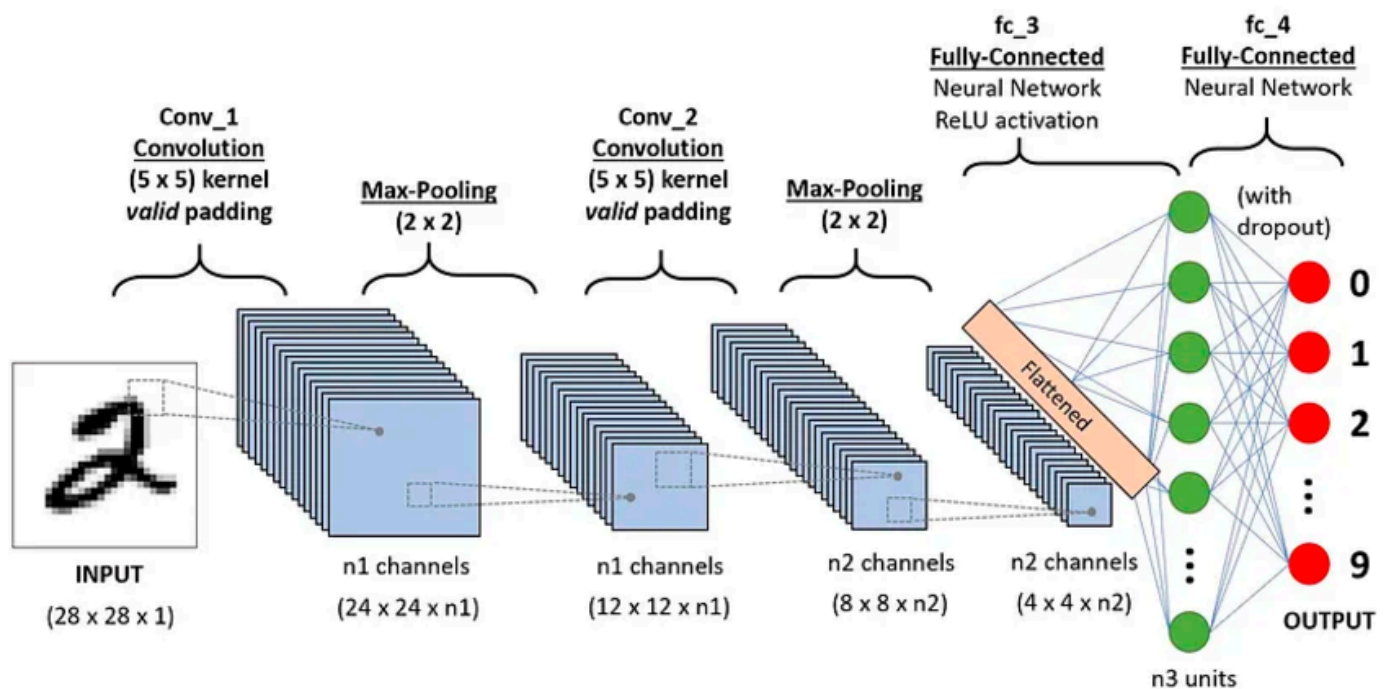 Conv_1
Convolution
(5 x 5) kernel
valid padding
Max-Pooling
(2 x 2)
Conv_2
Convolution
(5 x 5) kernel
valid padding
Max-Pooling
(2 x 2)
fc_3
Fully-Connected
Neural Network
ReLU activation
fc_4
Fully-Connected
Neural Network
(with
dropout)
Flattened
0
1
2
9
OUTPUT
2
INPUT
(28 x 28 x 1)
n1 channels
(24 x 24 x n1)
n1 channels
(12 x 12 x n1)
n2 channels
(8 x 8 x n2)
n2 channels
(4 x 4 x n2)
n3 units